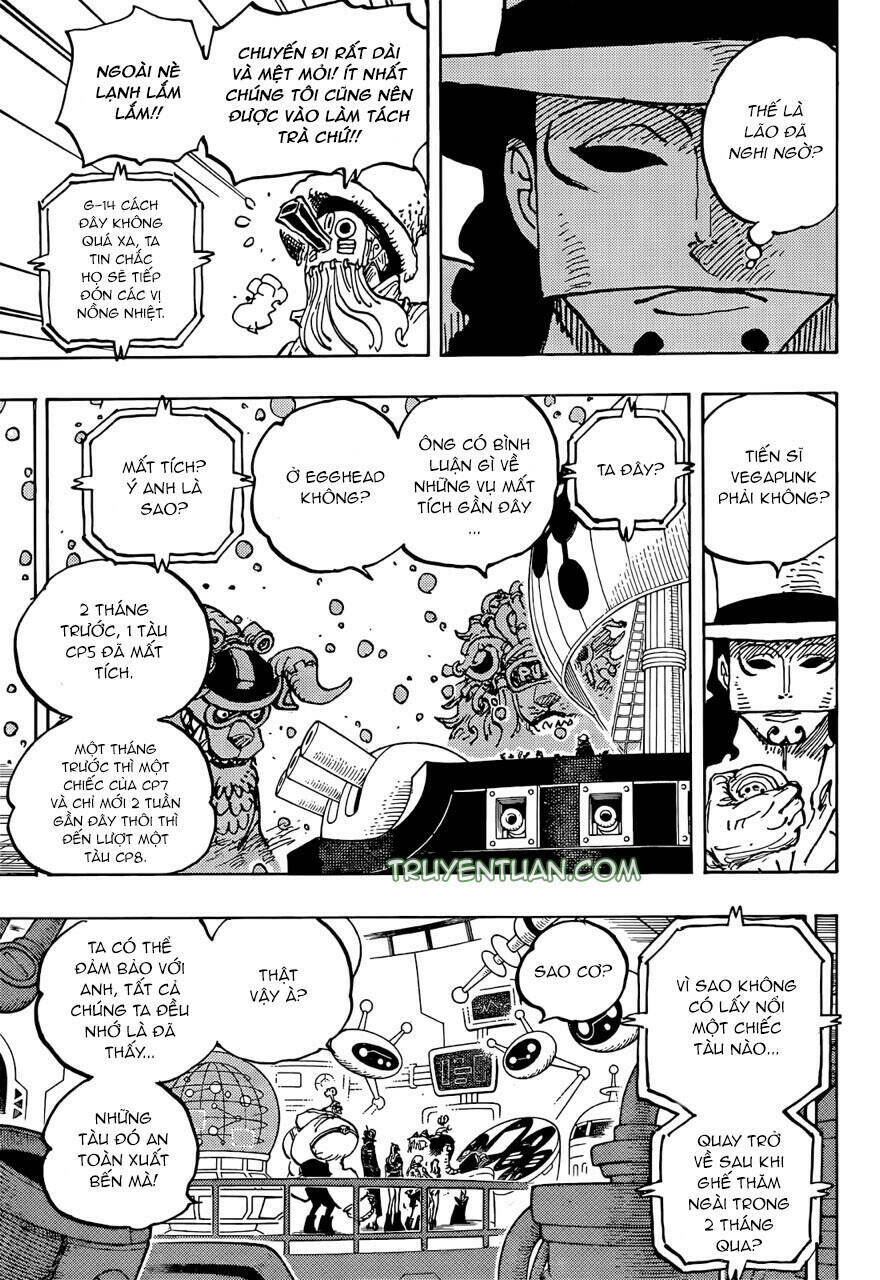 THẾ LÀ
LÃO ĐÃ
NGHI NGỜ?
CHUYẾN ĐI RẤT DÀI
VÀ MỆT MỎI! ÍT NHẤT
CHÚNG TÔI CŨNG NÊN
ĐƯỢC VÀO LÀM TÁCH
TRÀ CHỨ!!
NGOÀI NÈ
LẠNH LẮM
LẮM!!
G-14 CÁCH
ĐÂY KHÔNG
QUÁ XA, TA
TIN CHẮC
HỌ SẼ TIẾP
ĐÓN CÁC VỊ
NỒNG NHIỆT.
TIẾN SĨ
VEGAPUNK
PHẢI KHÔNG?
TA ĐÂY?
ÔNG CÓ BÌNH
LUẬN GÌ VỀ
NHỮNG VỤ MẤT
TÍCH GẦN ĐÂY
...
Ở EGGHEAD
KHÔNG?
MẤT TÍCH?
Ý ANH LÀ
SAO?
2 THÁNG
TRƯỚC, 1 TÀU
CP5 ĐÃ MẤT
TÍCH.
MỘT THÁNG
TRƯỚC THÌ MỘT
CHIẾC CỦA CP7
VÀ CHỈ MỚI 2 TUẦN
GẦN ĐÂY THÔI THÌ
ĐẾN LƯỢT MỘT
TÀU CP8.
TRUYENTUAN.COM
VÌ SAO KHÔNG
CÓ LẤY NỔI
MỘT CHIẾC
TÀU NÀO...
QUAY TRỞ
VỀ SAU KHI
GHẾ THĂM
NGÀI TRONG
2 THÁNG
QUA?
SAO CƠ?
THẬT
VẬY À?
TA CÓ THỂ
ĐẢM BẢO VỚI
ANH, TẤT CẢ
CHÚNG TA ĐỀU
NHỚ LÀ ĐÃ
THẤY...
NHỮNG
TÀU ĐÓ AN
TOÀN XUẤT
BẾN MÀ!